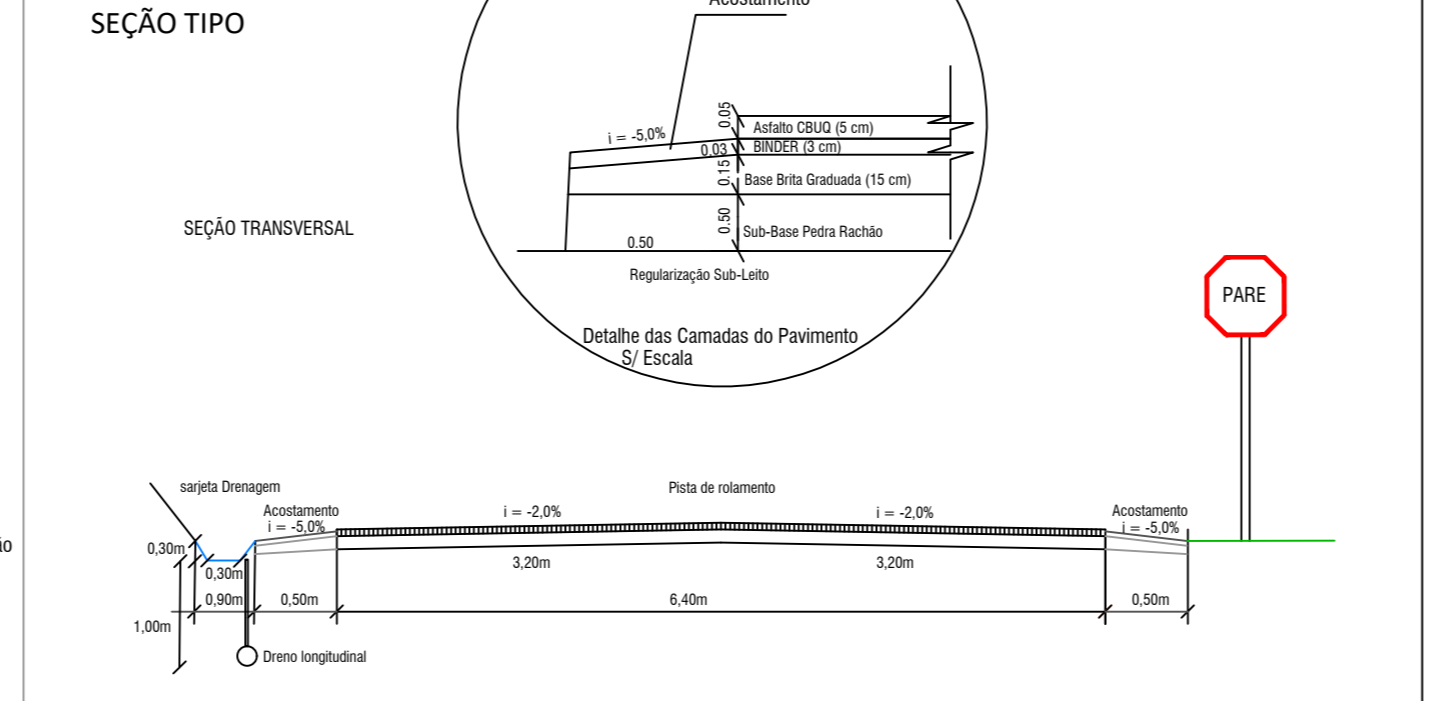 SEÇÃO TIPO
Acostamento
0.05
Asfalto CBUQ (5 cm)
i = -5,0%
0.03
BINDER (3 cm)
0.15
Base Brita Graduada (15 cm)
0.50
Sub-Base Pedra Rachão
0.50
Regularização Sub-Leito
SEÇÃO TRANSVERSAL
Detalhe das Camadas do Pavimento
S/ Escala
PARE
sarjeta Drenagem
Pista de rolamento
Acostamento
i = -5,0%
i = -2,0%
i = -2,0%
Acostamento
i = -5,0%
0,30m
0,30m
3,20m
3,20m
0,90m
0,50m
6,40m
0,50m
1,00m
Dreno longitudinal